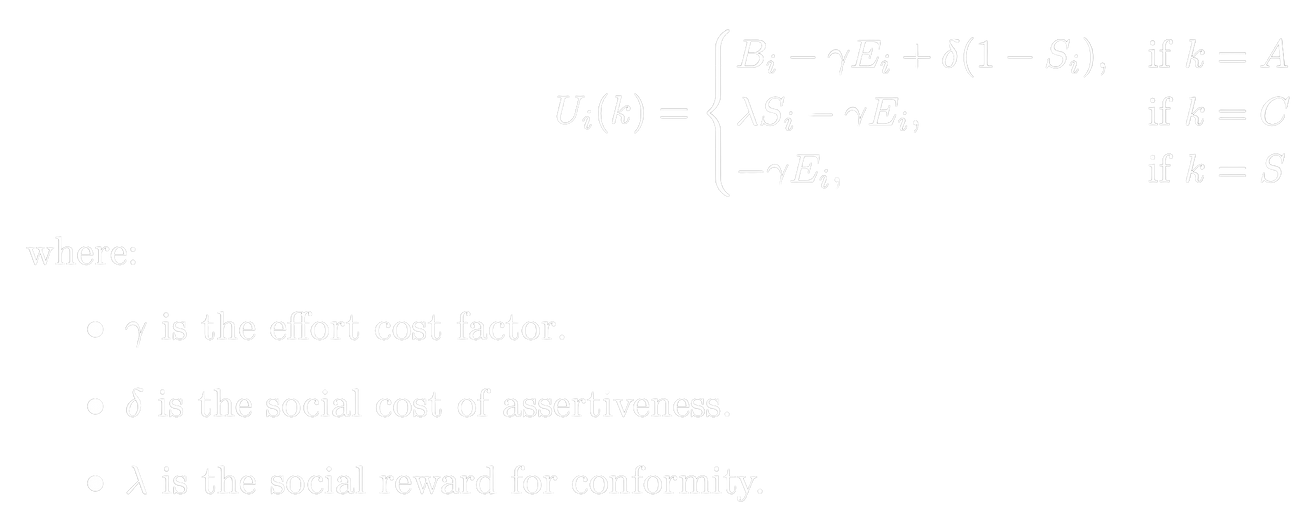 U_i(k) = { B_i − γE_i + δ(1 − S_i), if k = A
λS_i − γE_i, if k = C
−γE_i, if k = S
where:
○ γ is the effort cost factor.
○ δ is the social cost of assertiveness.
○ λ is the social reward for conformity.